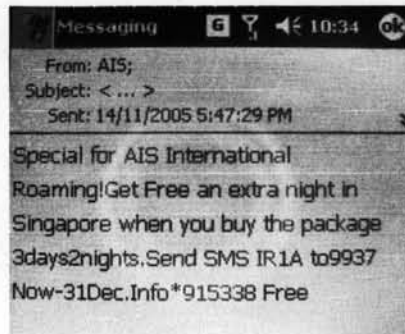 Messaging G 10:34 ok
From: AIS;
Subject: < ... >
Sent: 14/11/2005 5:47:29 PM
Special for AIS International
Roaming!Get Free an extra night in
Singapore when you buy the package
3days2nights.Send SMS IR1A to9937
Now-31Dec.Info*915338 Free